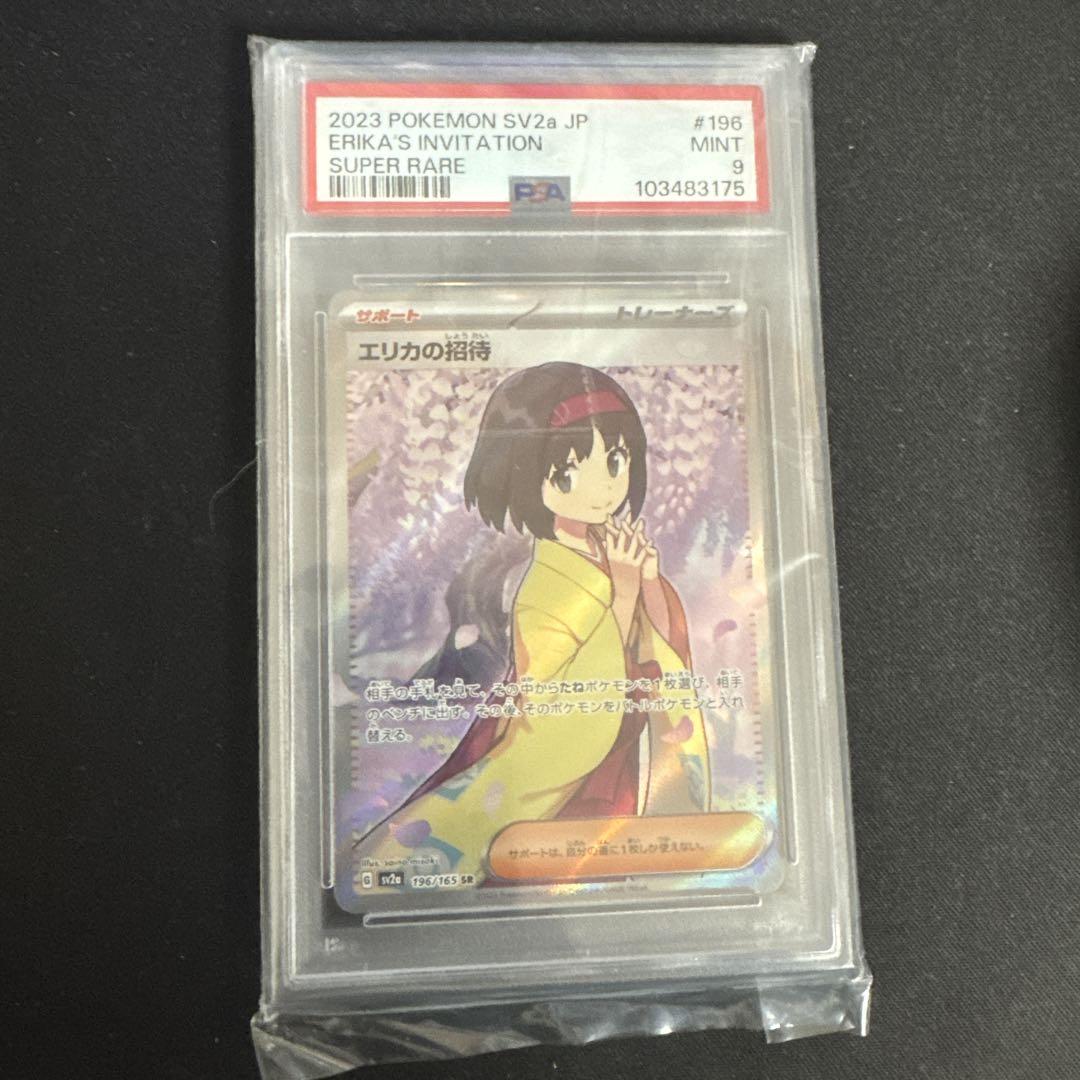 2023 POKEMON SV2a JP #196
ERIKA'S INVITATION MINT
SUPER RARE 9
PSA 103483175
サポート トレーナーズ
しょうたい
エリカの招待
相手の手札を見て、その中からたねポケモンを1枚選び、相手
のベンチに出す。その後、そのポケモンをバトルポケモンと入れ
替える。
サポートは、自分の番に1枚しか使えない。
illus. saino misaki
G sv2a 196/165 SR